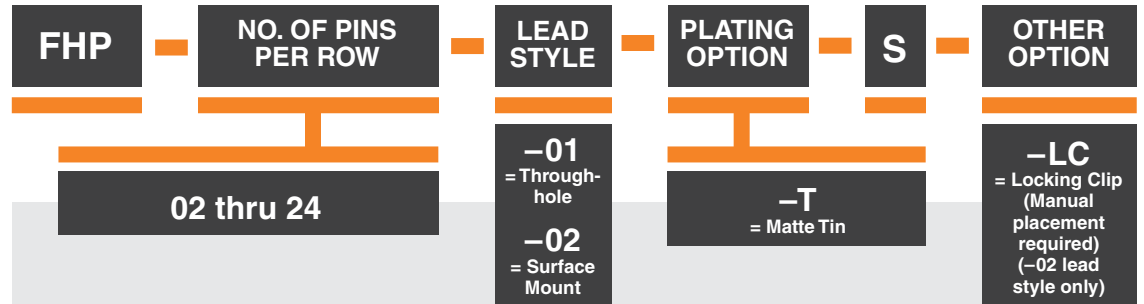 FHP
NO. OF PINS
PER ROW
LEAD
STYLE
PLATING
OPTION
S
OTHER
OPTION
02 thru 24
–01
= Through-
hole
–02
= Surface
Mount
–T
= Matte Tin
–LC
= Locking Clip
(Manual
placement
required)
(–02 lead
style only)